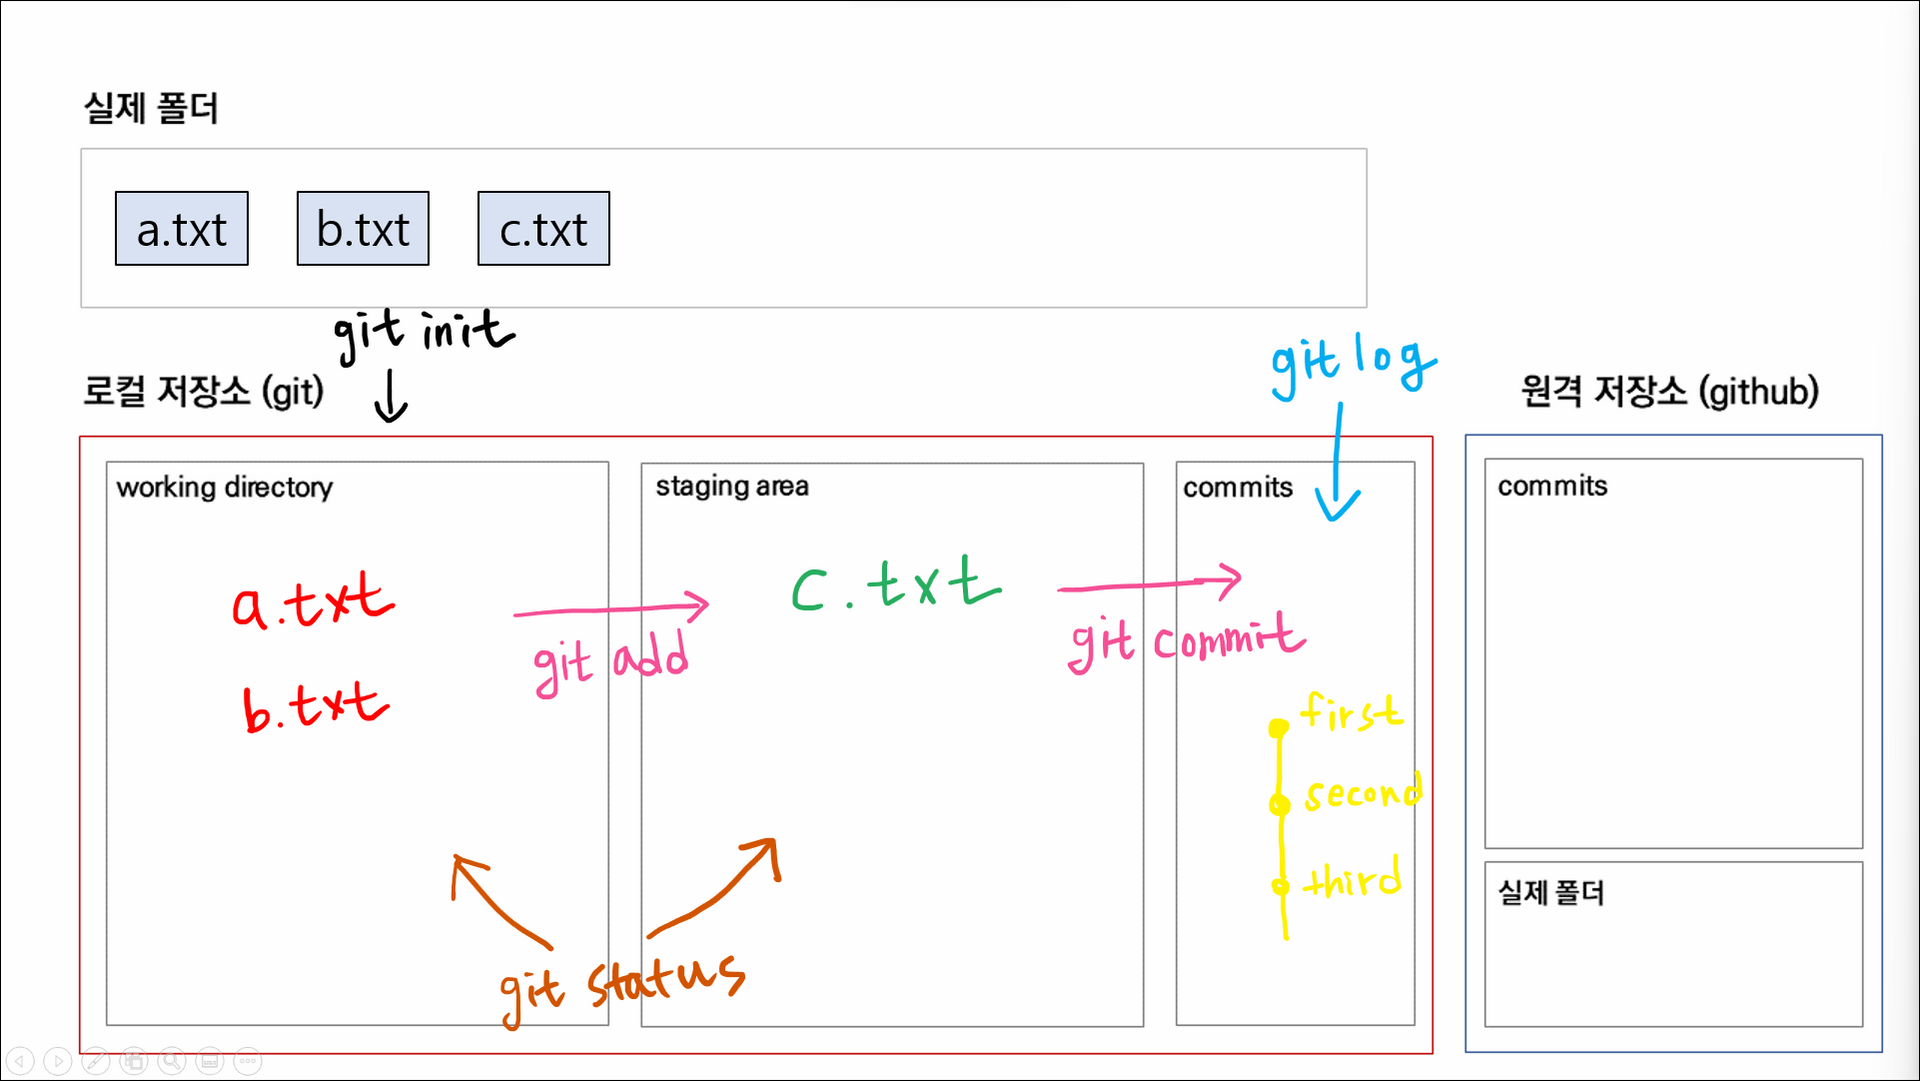 실제 폴더
a.txt b.txt c.txt
git init
git log
로컬 저장소 (git)
원격 저장소 (github)
working directory
staging area
commits
commits
a.txt
c.txt
git add
git commit
b.txt
first
second
third
실제 폴더
git status